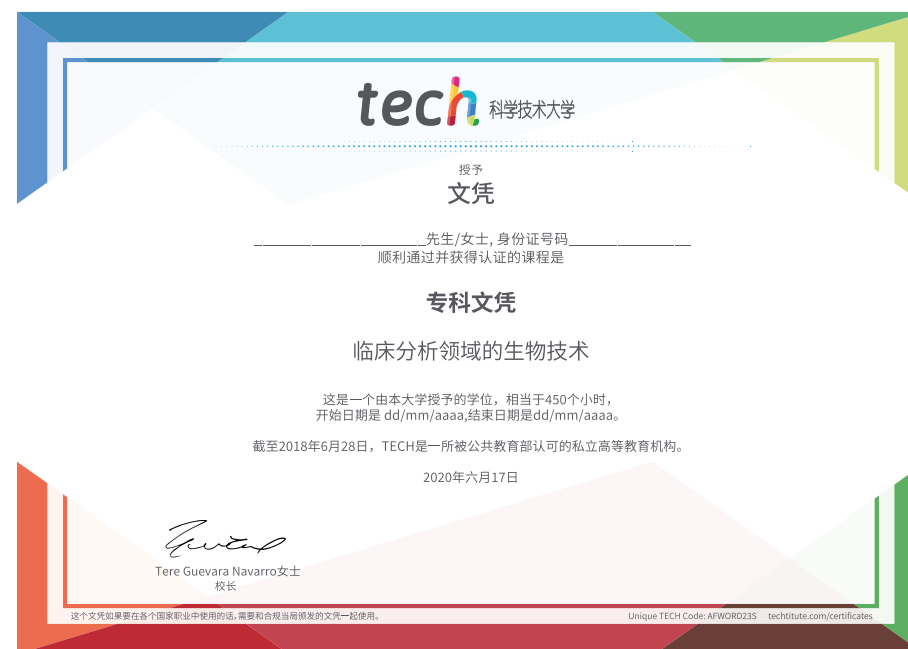 tech 科学技术大学
授予
文凭
________________________先生/女士, 身份证号码_________________
顺利通过并获得认证的课程是
专科文凭
临床分析领域的生物技术
这是一个由本大学授予的学位，相当于450个小时，
开始日期是 dd/mm/aaaa,结束日期是dd/mm/aaaa。
截至2018年6月28日，TECH是一所被公共教育部认可的私立高等教育机构。
2020年六月17日
Tere Guevara Navarro女士
校长
这个文凭如果要在各个国家职业中使用的话,需要和合规当局颁发的文凭一起使用。
Unique TECH Code: AFWORD23S techtitute.com/certificates